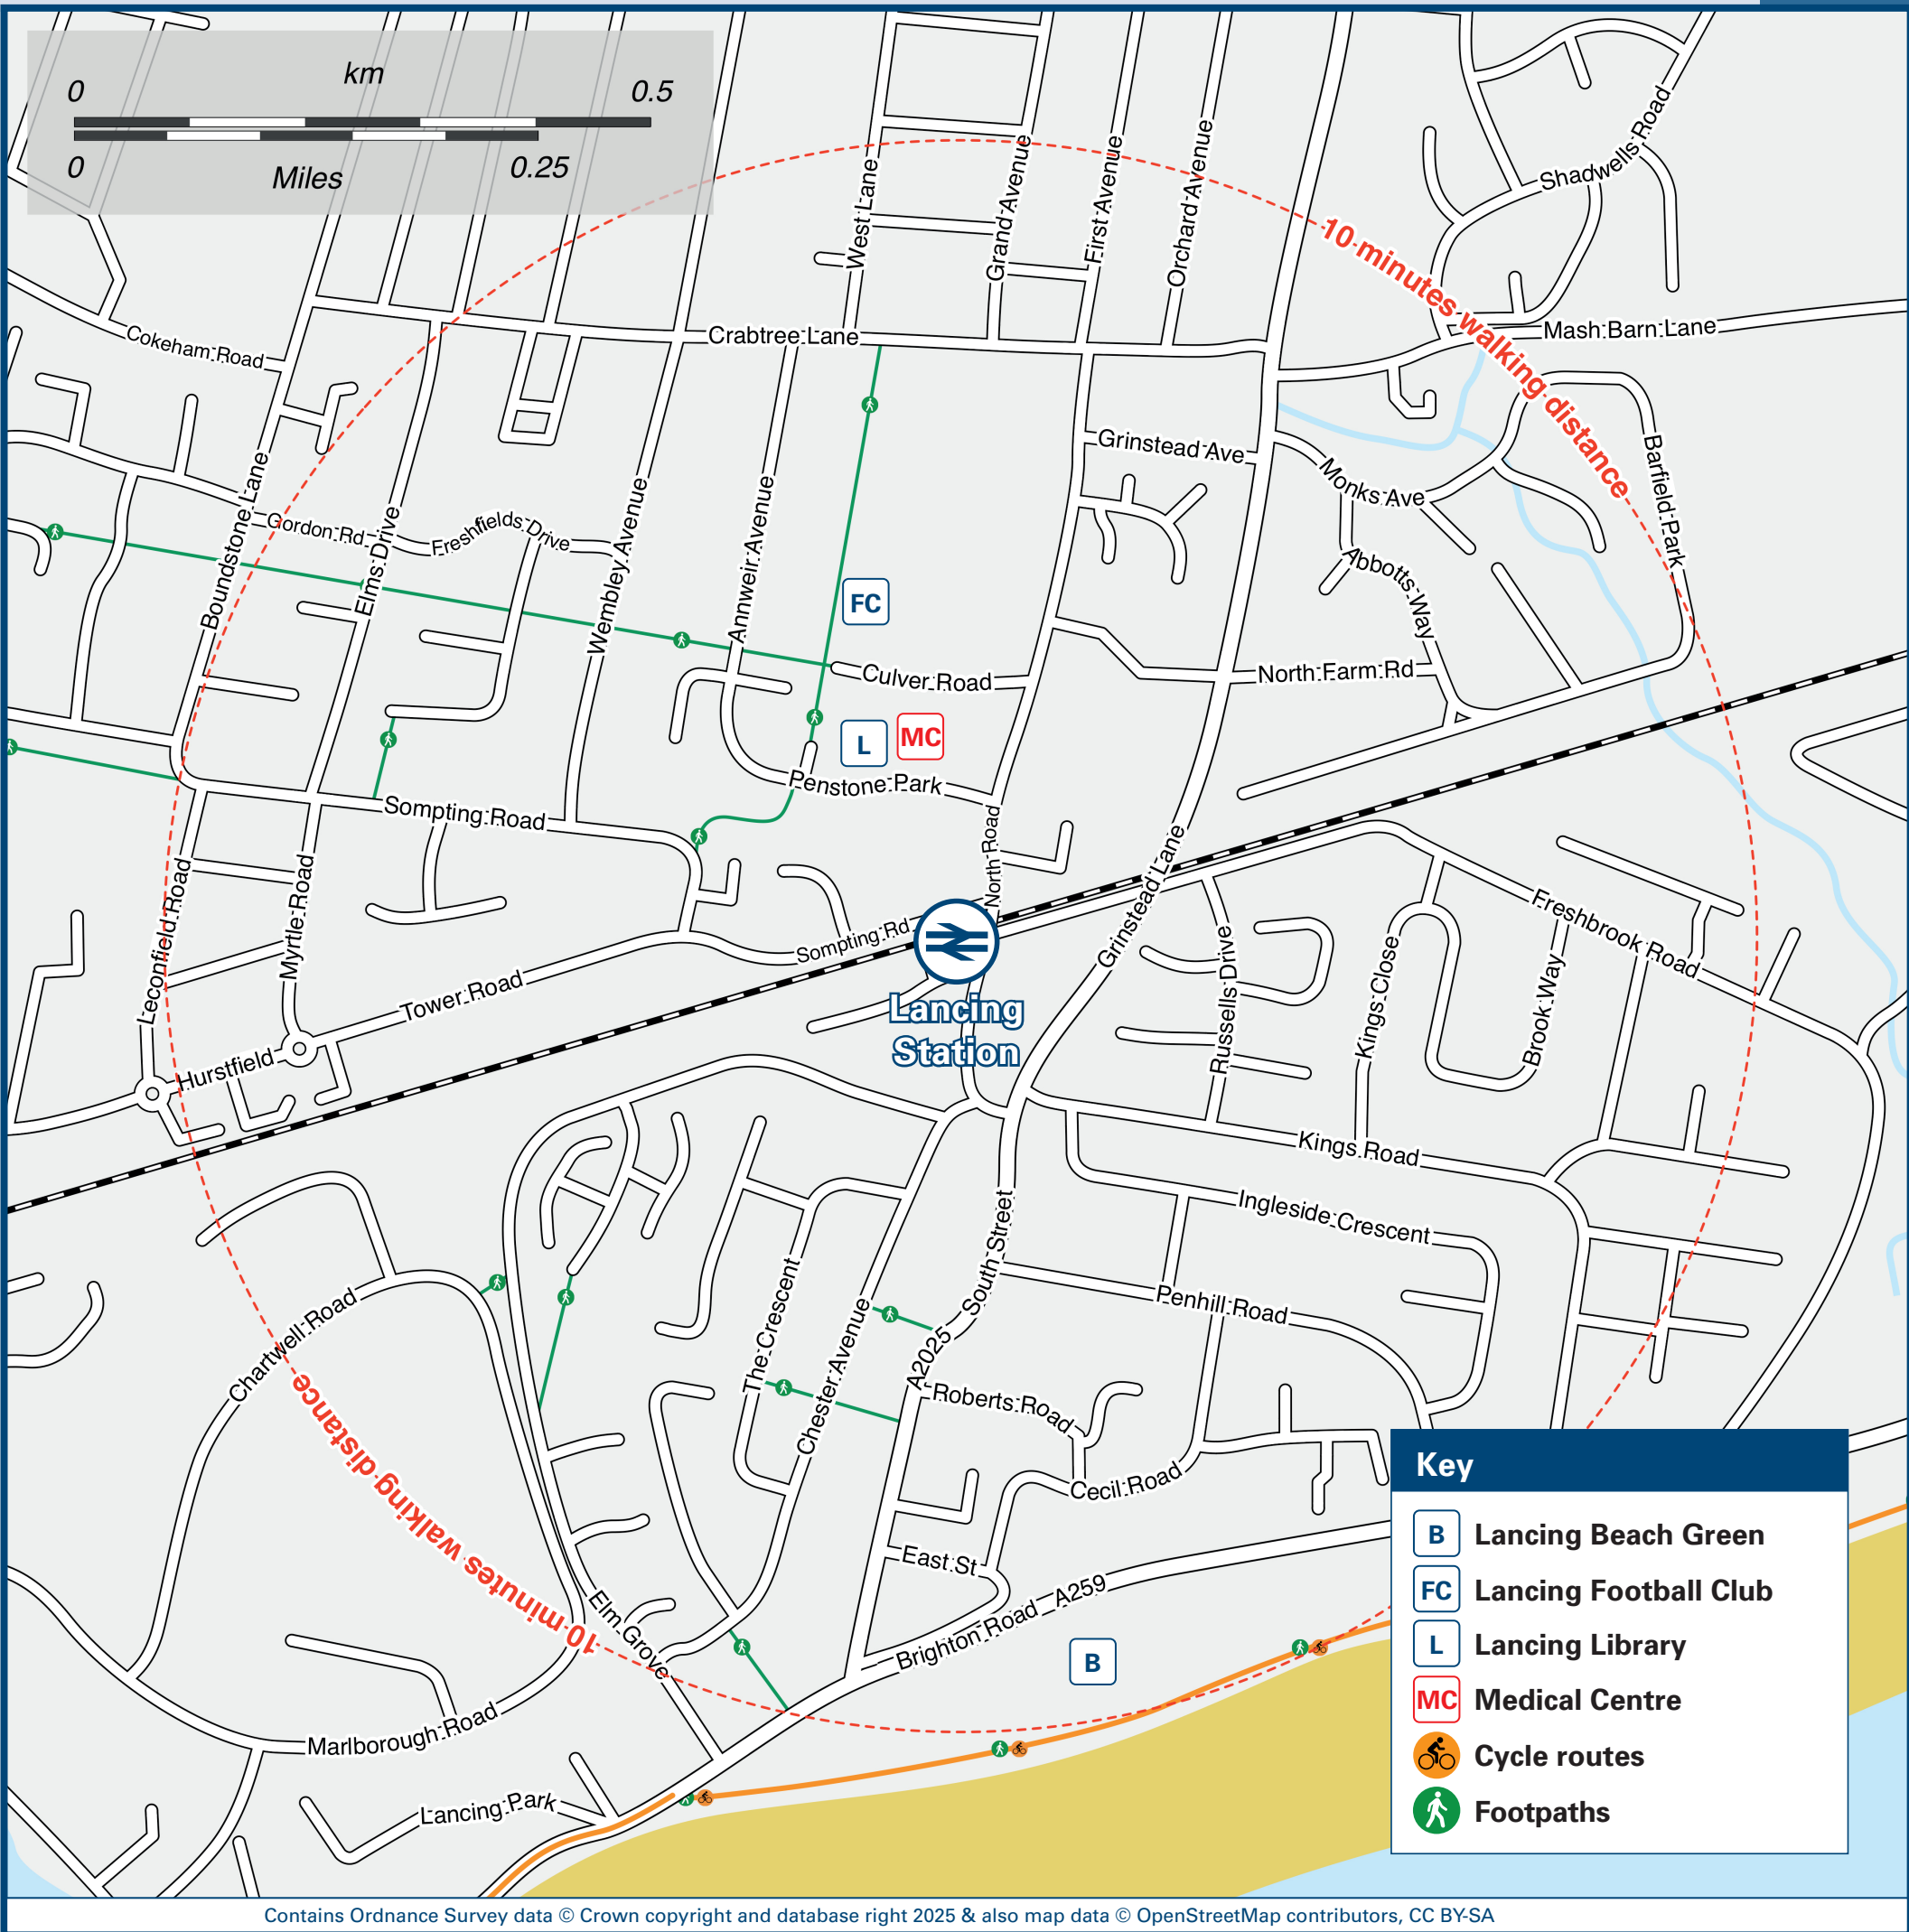 km
0
0.5
0
Miles
0.25
West Lane
Grand Avenue
First Avenue
Orchard Avenue
Shadwells Road
10 minutes walking distance
Mash Barn Lane
Crabtree Lane
Cokeham Road
Grinstead Ave
Monks Ave
Barfield Park
Boundstone Lane
Gordon Rd
Elms Drive
Freshfields Drive
Wembley Avenue
Annweir Avenue
Abbotts Way
FC
Culver Road
North Farm Rd
L
MC
Penstone Park
Sompting Road
North Road
Grinstead Lane
Leconfield Road
Myrtle Road
Freshbrook Road
Sompting Rd
Tower Road
Russells Drive
Kings Close
Brook Way
Lancing
Station
Hurstfield
Kings Road
Ingleside Crescent
South Street
Penhill Road
The Crescent
Chester Avenue
Chartwell Road
A2025
Roberts Road
10 minutes walking distance
Cecil Road
East St
Elm Grove
Brighton Road A259
B
Marlborough Road
Lancing Park
Key
B Lancing Beach Green
FC Lancing Football Club
L Lancing Library
MC Medical Centre
Cycle routes
Footpaths
Contains Ordnance Survey data © Crown copyright and database right 2025 & also map data © OpenStreetMap contributors, CC BY-SA